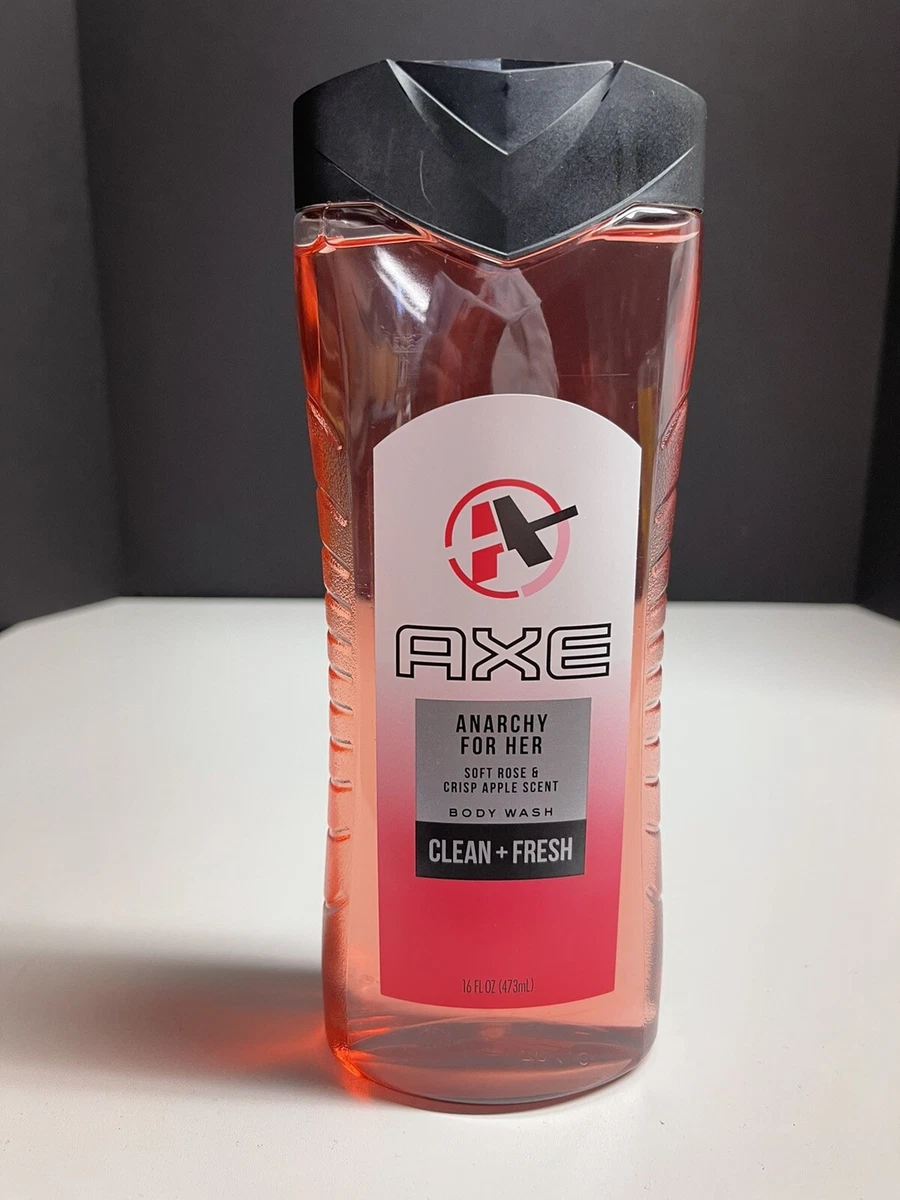 AXE
ANARCHY
FOR HER
SOFT ROSE &
CRISP APPLE SCENT
BODY WASH
CLEAN + FRESH
16 FL OZ (473mL)